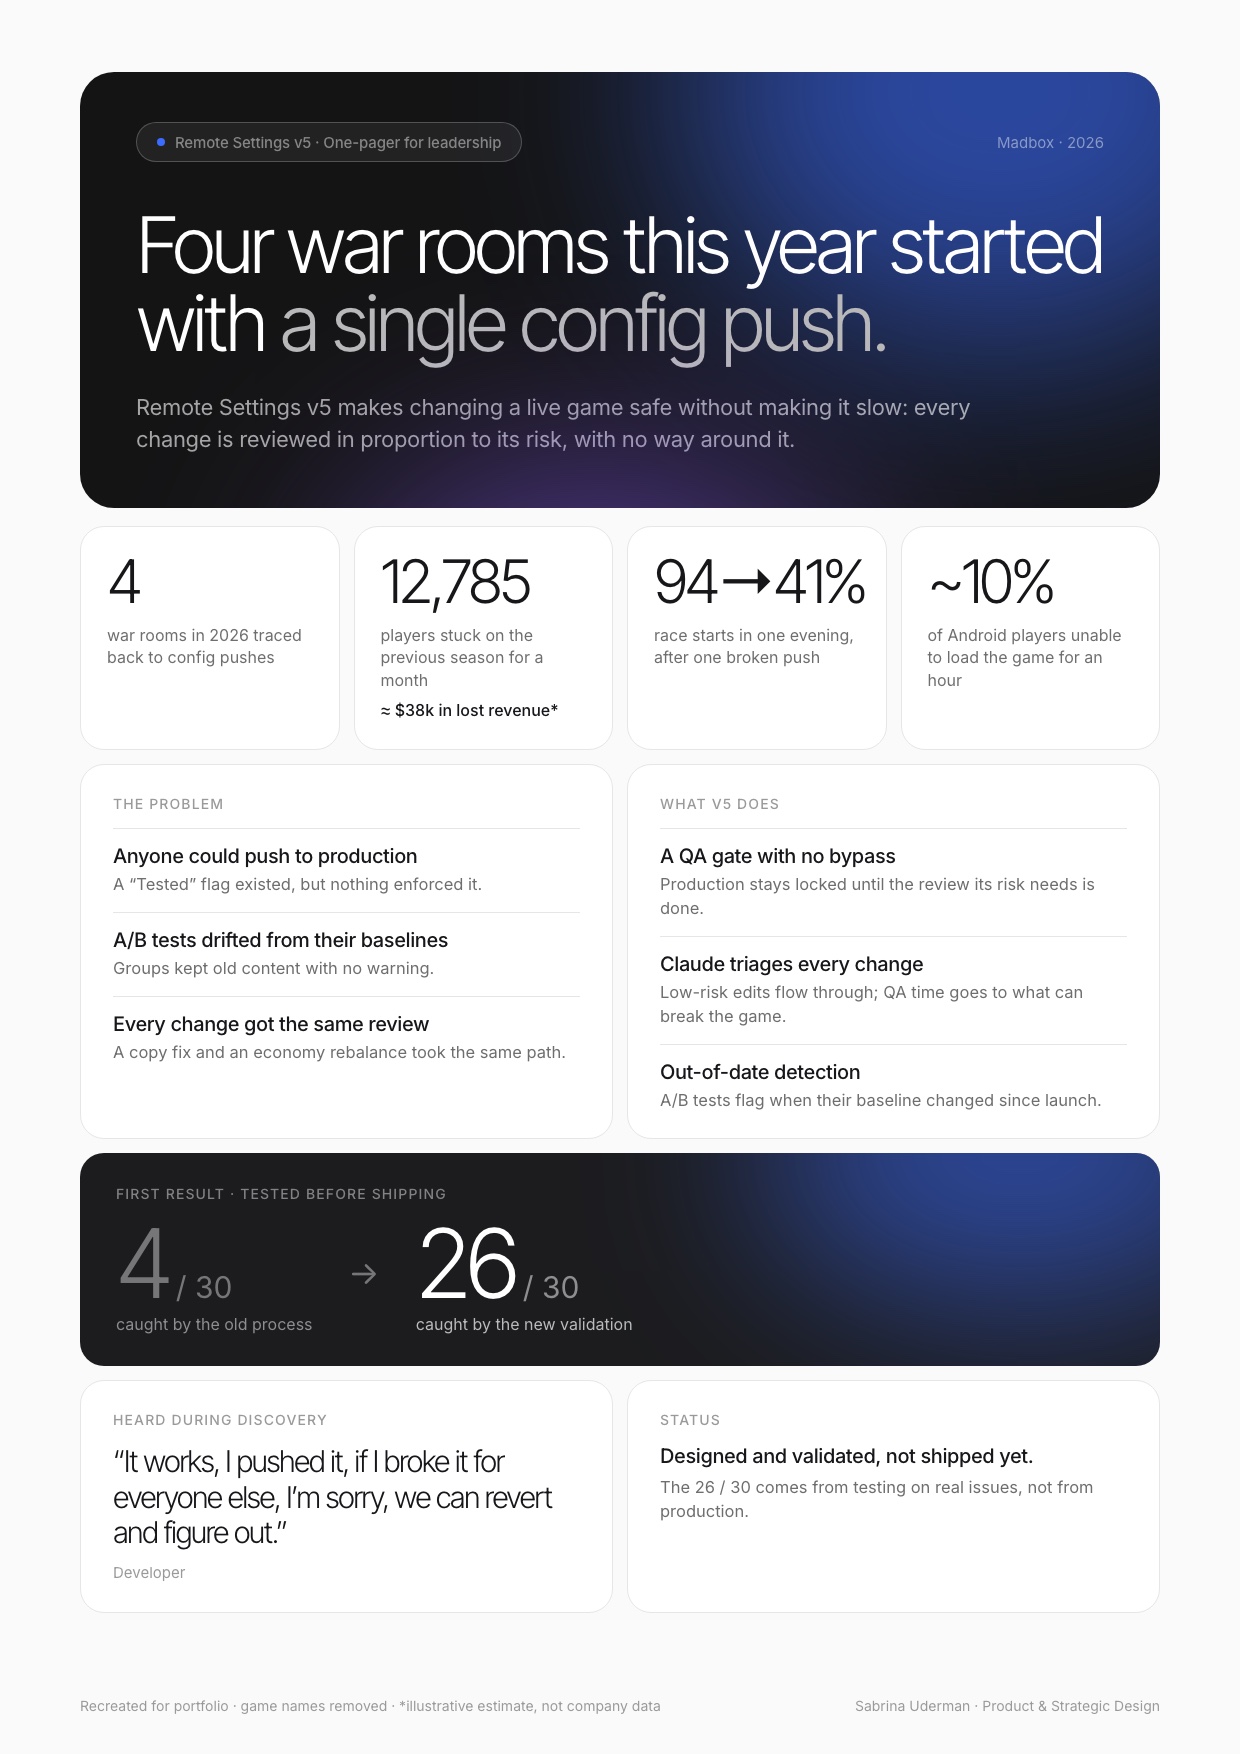 Remote Settings v5 · One-pager for leadership
Madbox · 2026
Four war rooms this year started
with a single config push.
Remote Settings v5 makes changing a live game safe without making it slow: every
change is reviewed in proportion to its risk, with no way around it.
4
war rooms in 2026 traced
back to config pushes
12,785
players stuck on the
previous season for a
month
≈ $38k in lost revenue*
94→41%
race starts in one evening,
after one broken push
~10%
of Android players unable
to load the game for an
hour
THE PROBLEM
Anyone could push to production
A “Tested” flag existed, but nothing enforced it.
A/B tests drifted from their baselines
Groups kept old content with no warning.
Every change got the same review
A copy fix and an economy rebalance took the same path.
WHAT V5 DOES
A QA gate with no bypass
Production stays locked until the review its risk needs is
done.
Claude triages every change
Low-risk edits flow through; QA time goes to what can
break the game.
Out-of-date detection
A/B tests flag when their baseline changed since launch.
FIRST RESULT · TESTED BEFORE SHIPPING
4 / 30
caught by the old process
→
26 / 30
caught by the new validation
HEARD DURING DISCOVERY
“It works, I pushed it, if I broke it for
everyone else, I’m sorry, we can revert
and figure out.”
Developer
STATUS
Designed and validated, not shipped yet.
The 26 / 30 comes from testing on real issues, not from
production.
Recreated for portfolio · game names removed · *illustrative estimate, not company data
Sabrina Uderman · Product & Strategic Design